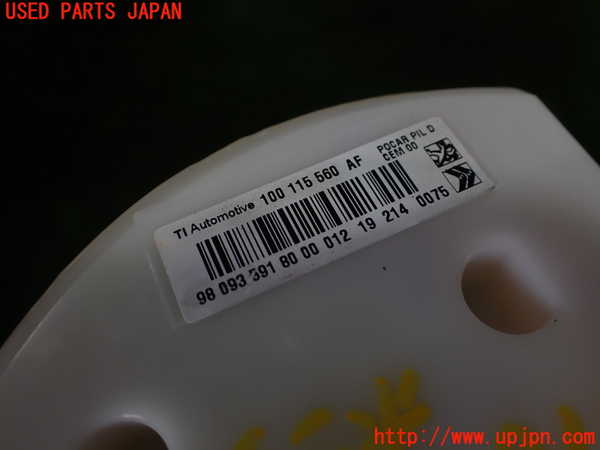 USED PARTS JAPAN
TI Automotive 100 115 560 AF
POCAR PIL D
CEM 00
98 093 391 80 00 012 19 214 0075
http://www.upjpn.com/